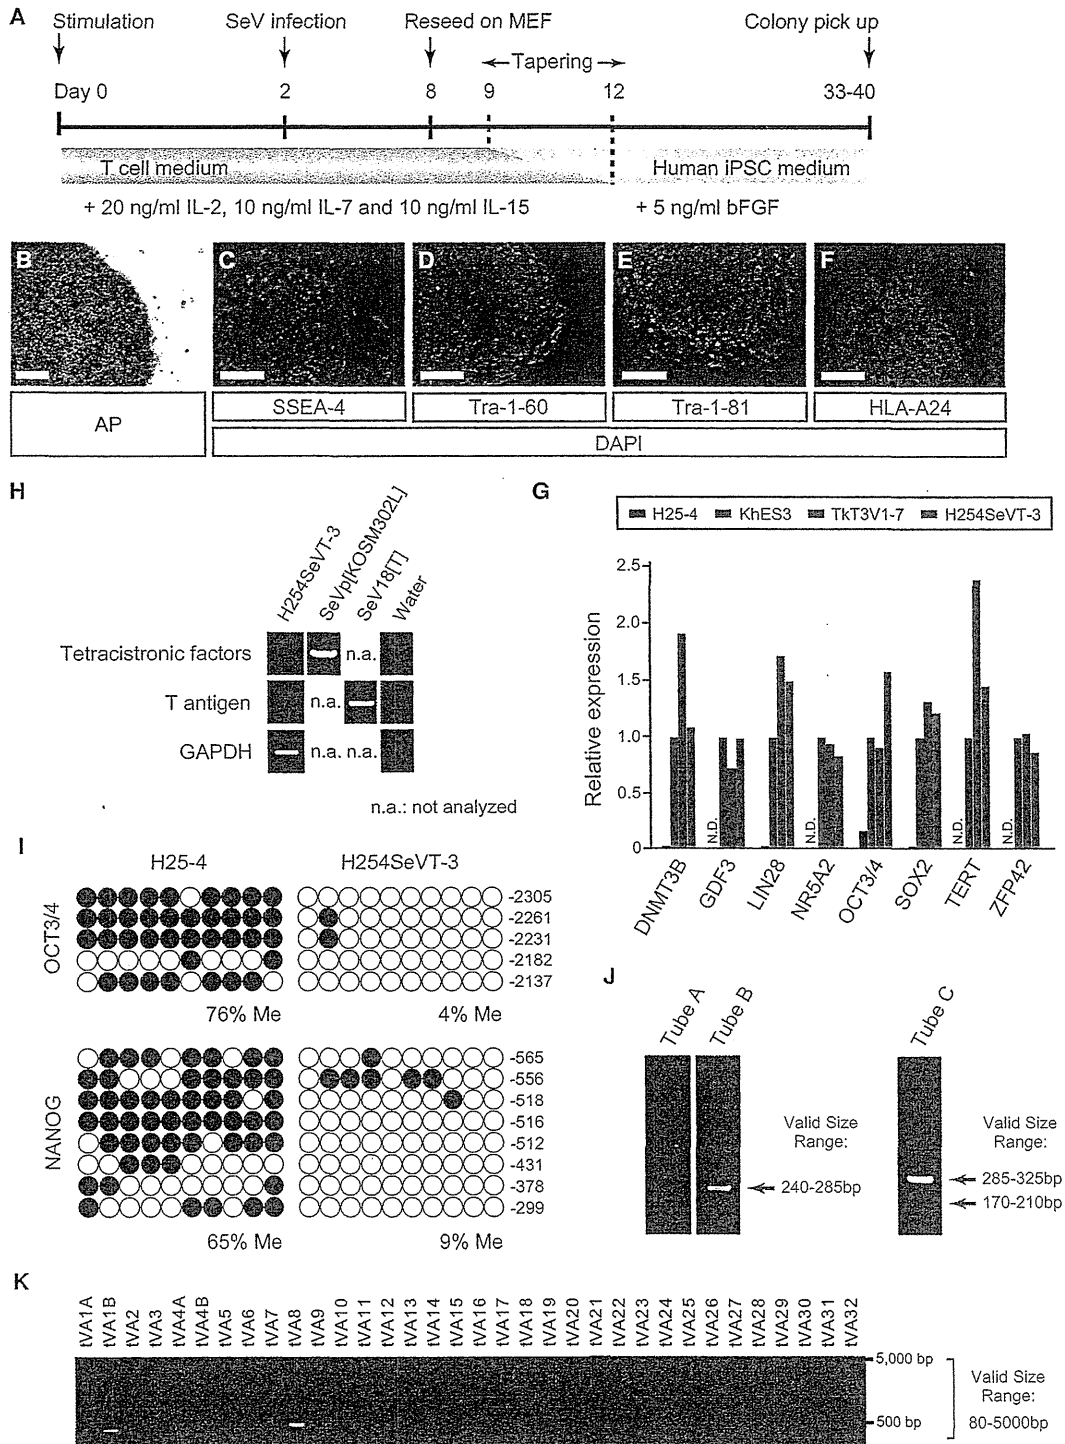 A
Stimulation SeV infection Reseed on MEF Colony pick up
Tapering
Day 0 2 8 9 12 33-40
T cell medium Human iPSC medium
+ 20 ng/ml IL-2, 10 ng/ml IL-7 and 10 ng/ml IL-15 + 5 ng/ml bFGF
B C D E F
AP SSEA-4 Tra-1-60 Tra-1-81 HLA-A24
DAPI
H
H254SeVT-3 SeVp[KOSM302L] SeV18[T] Water
Tetracistronic factors n.a.
T antigen n.a.
GAPDH n.a. n.a.
n.a.: not analyzed
G
H25-4 KhES3 TkT3V1-7 H254SeVT-3
Relative expression
2.5
2.0
1.5
1.0
0.5
0
N.D. N.D. N.D. N.D.
DNMT3B GDF3 LIN28 NR5A2 OCT3/4 SOX2 TERT ZFP42
I
H25-4 H254SeVT-3
OCT3/4
-2305
-2261
-2231
-2182
-2137
76% Me 4% Me
NANOG
-565
-556
-518
-516
-512
-431
-378
-299
65% Me 9% Me
J
Tube A Tube B Tube C
Valid Size
Range:
240-285bp
Valid Size
Range:
285-325bp
170-210bp
K
tVA1A tVA1B tVA2 tVA3 tVA4A tVA4B tVA5 tVA6 tVA7 tVA8 tVA9 tVA10 tVA11 tVA12 tVA13 tVA14 tVA15 tVA16 tVA17 tVA18 tVA19 tVA20 tVA21 tVA22 tVA23 tVA24 tVA25 tVA26 tVA27 tVA28 tVA29 tVA30 tVA31 tVA32
5,000 bp
500 bp
Valid Size
Range:
80-5000bp